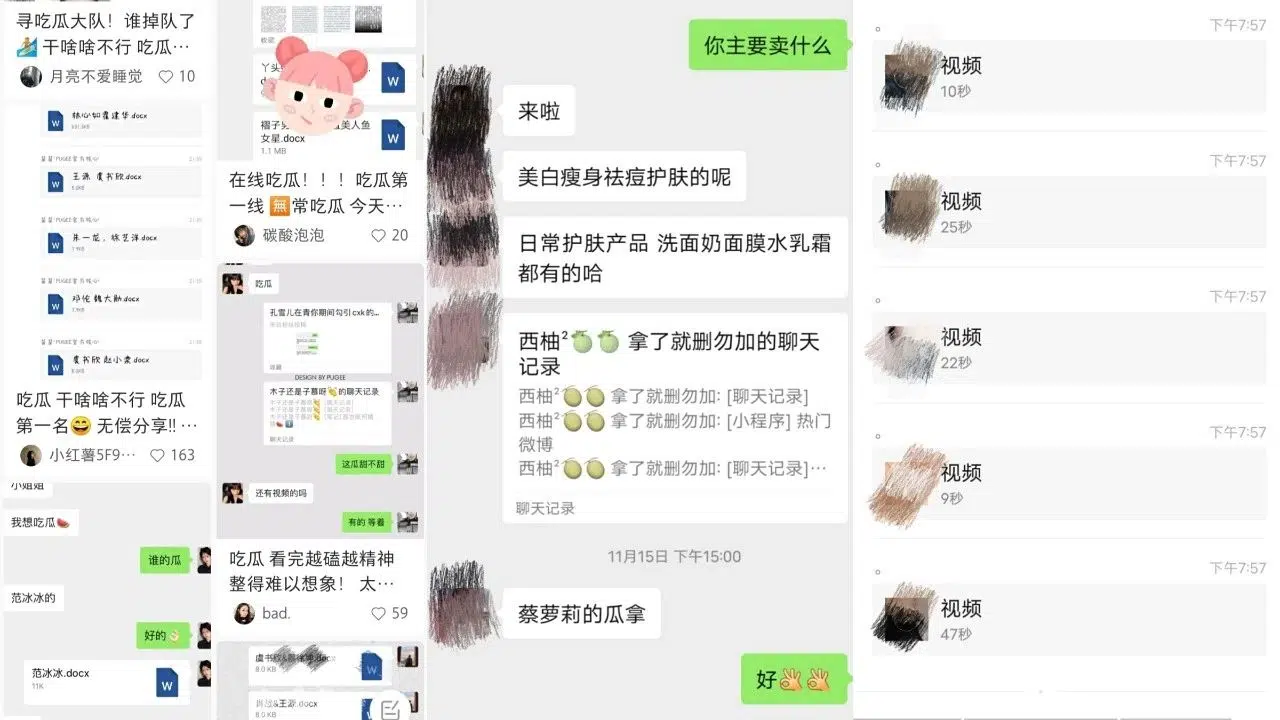 寻吃瓜大队！谁掉队了
🏄 干啥啥不行 吃瓜…
月亮不爱睡觉 ♡ 10
杨心如霍建华.docx
王源 虞书欣.docx
朱一龙，徐艺洋.docx
邓伦 魏大勋.docx
虞书欣 赵小棠.docx
吃瓜 干啥啥不行 吃瓜
第一名😄 无偿分享‼️ …
小红薯5F9… ♡ 163
小姐姐
我想吃瓜🍉
谁的瓜
范冰冰的
好的👌
范冰冰.docx
11K
收藏
女星.docx
1.1 MB
在线吃瓜！！！吃瓜第
一线 🈚常吃瓜 今天…
碳酸泡泡 ♡ 20
吃瓜
孔雪儿在青你期间勾引cxk的...
收藏
DESIGN BY PUGEE
木子还是子慕呀👏的聊天记录
聊天记录
这瓜甜不甜
还有视频的吗
有的 等着
吃瓜 看完越磕越精神
整得难以想象！ 太…
bad. ♡ 59
8.0 KB
肖战&王源.docx
8.0 KB
你主要卖什么
来啦
美白瘦身祛痘护肤的呢
日常护肤产品 洗面奶面膜水乳霜
都有的哈
西柚²🍈🍈 拿了就删勿加的聊天
记录
西柚²🍈🍈 拿了就删勿加: [聊天记录]
西柚²🍈🍈 拿了就删勿加: [小程序] 热门
微博
西柚²🍈🍈 拿了就删勿加: [聊天记录]…
聊天记录
11月15日 下午15:00
蔡萝莉的瓜拿
好👌👌
下午7:57
视频
10秒
下午7:57
视频
25秒
下午7:57
视频
22秒
下午7:57
视频
9秒
下午7:57
视频
47秒